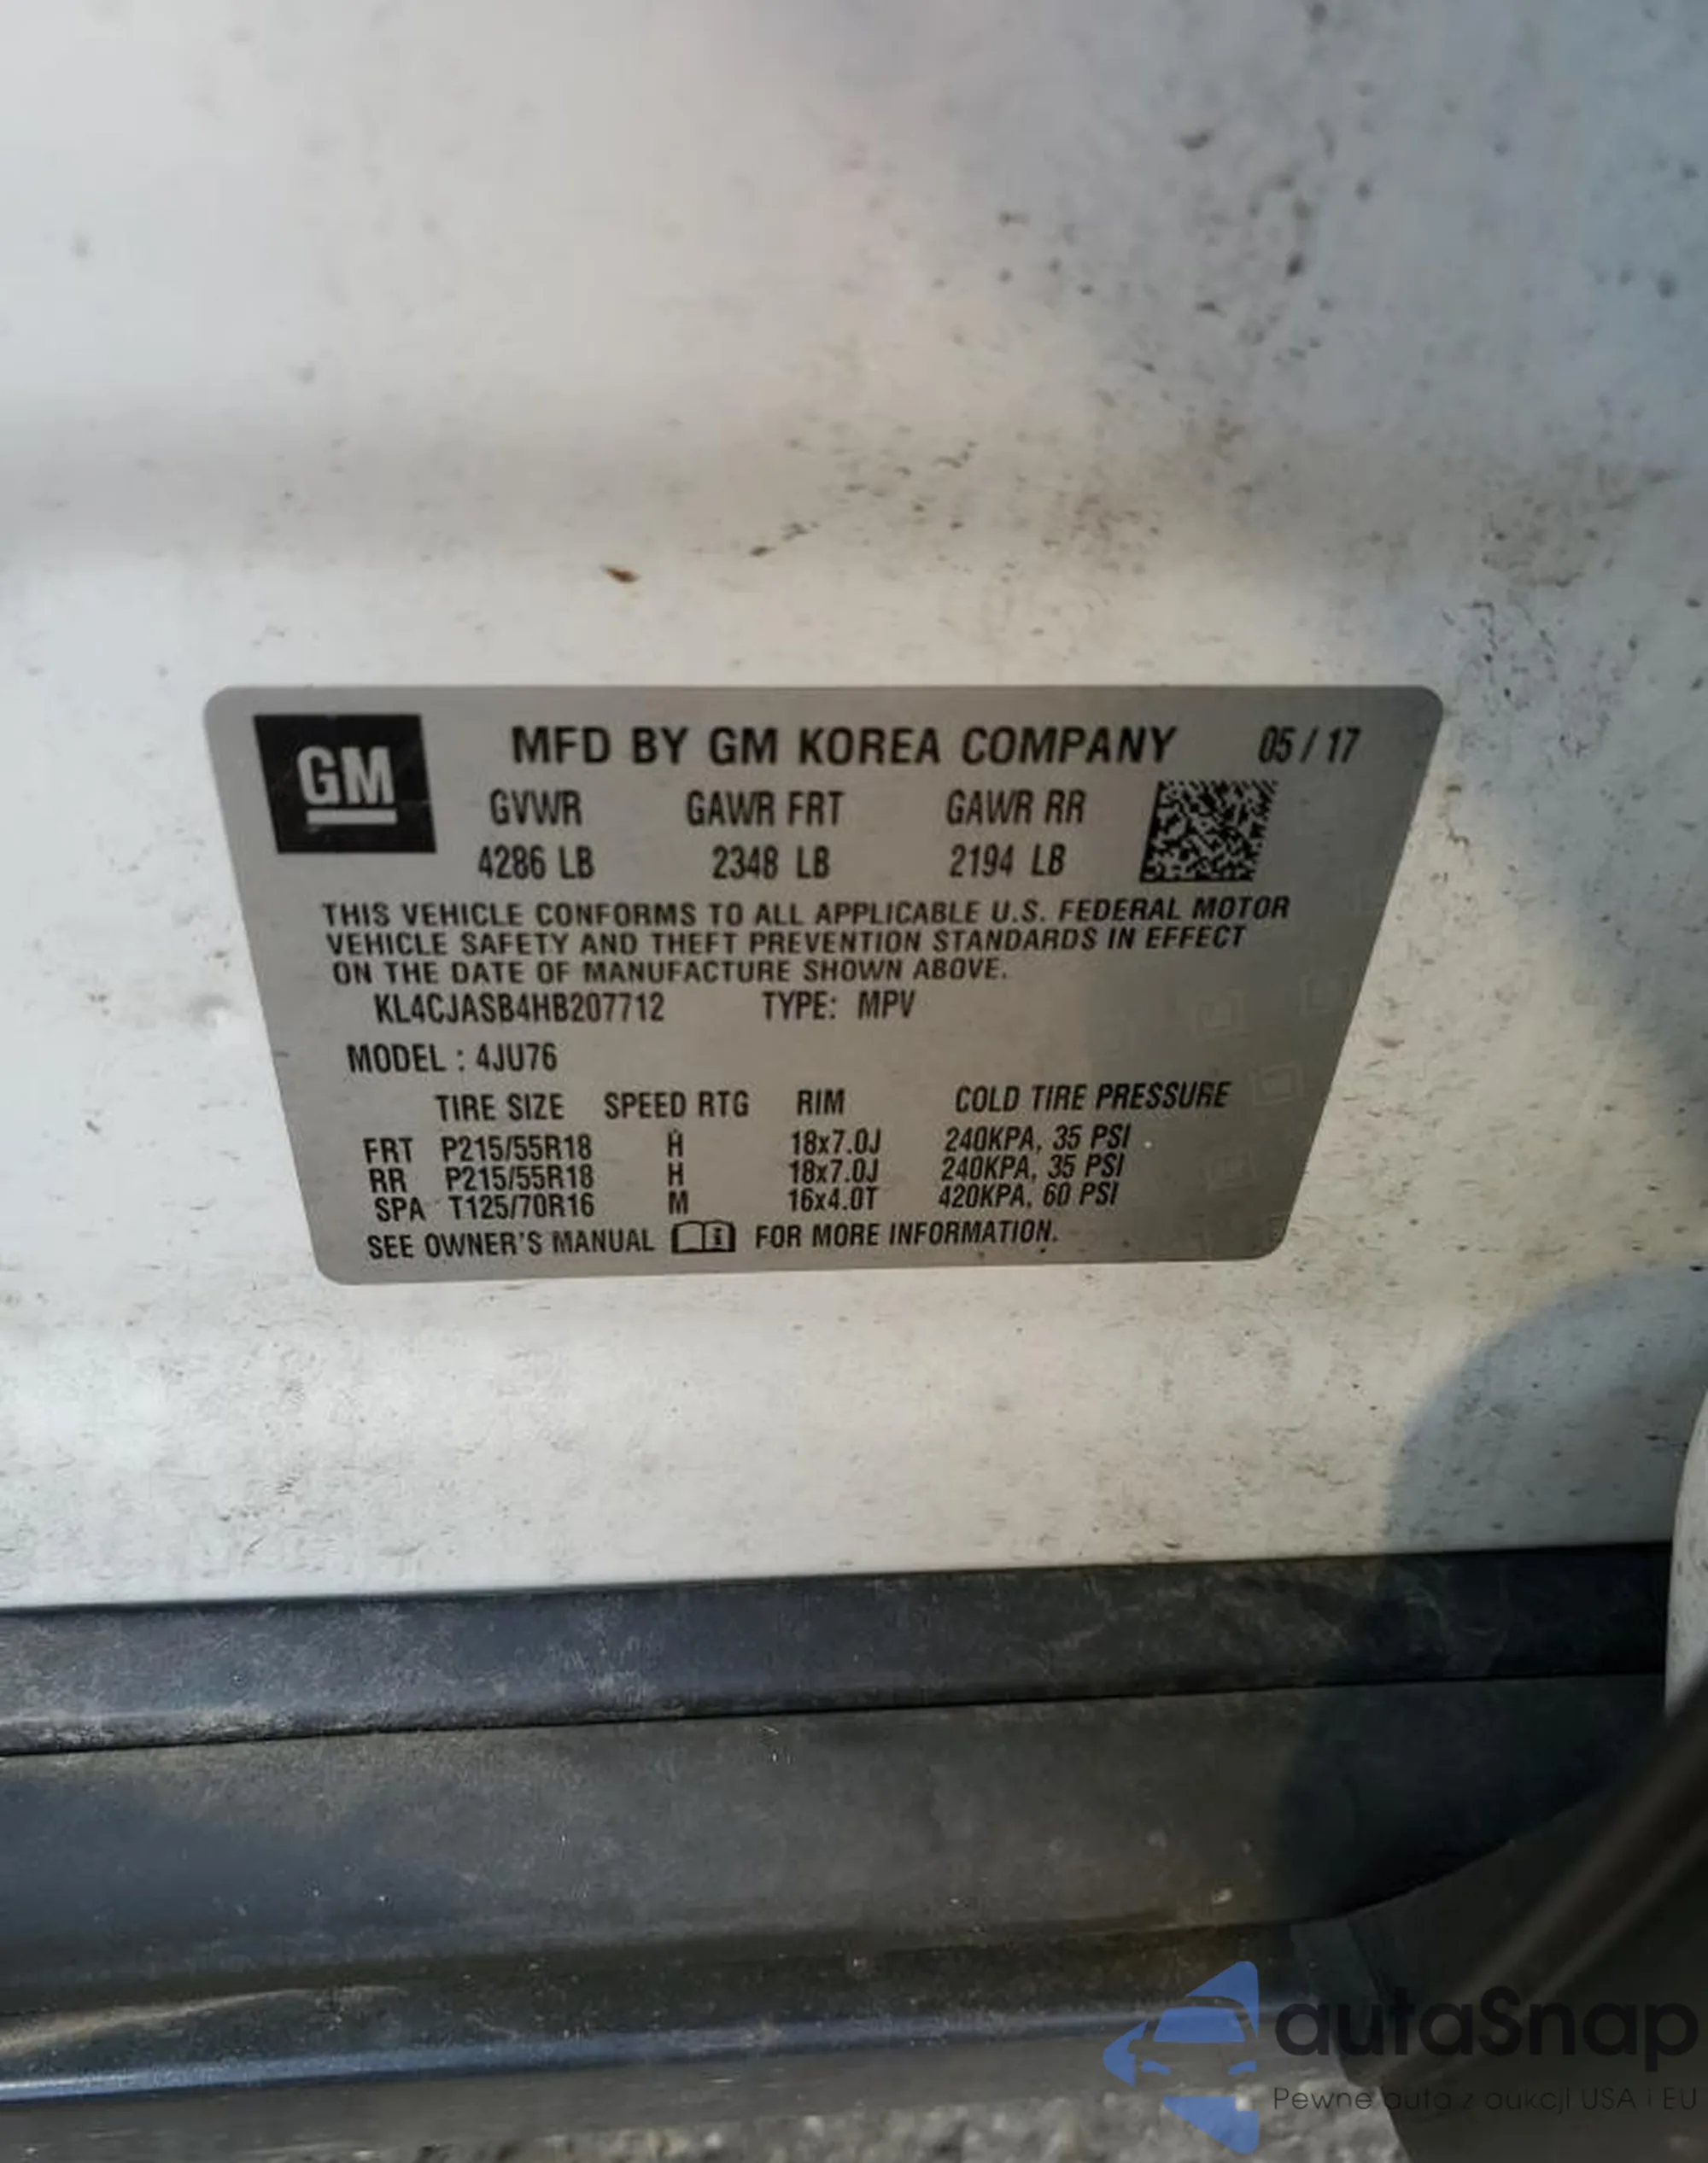 GM MFD BY GM KOREA COMPANY 05 / 17
GVWR GAWR FRT GAWR RR
4286 LB 2348 LB 2194 LB
THIS VEHICLE CONFORMS TO ALL APPLICABLE U.S. FEDERAL MOTOR
VEHICLE SAFETY AND THEFT PREVENTION STANDARDS IN EFFECT
ON THE DATE OF MANUFACTURE SHOWN ABOVE.
KL4CJASB4HB207712 TYPE: MPV
MODEL : 4JU76
TIRE SIZE SPEED RTG RIM COLD TIRE PRESSURE
FRT P215/55R18 H 18x7.0J 240KPA, 35 PSI
RR P215/55R18 H 18x7.0J 240KPA, 35 PSI
SPA T125/70R16 M 16x4.0T 420KPA, 60 PSI
SEE OWNER'S MANUAL FOR MORE INFORMATION.
autaSnap
Pewne auta z aukcji USA i EU